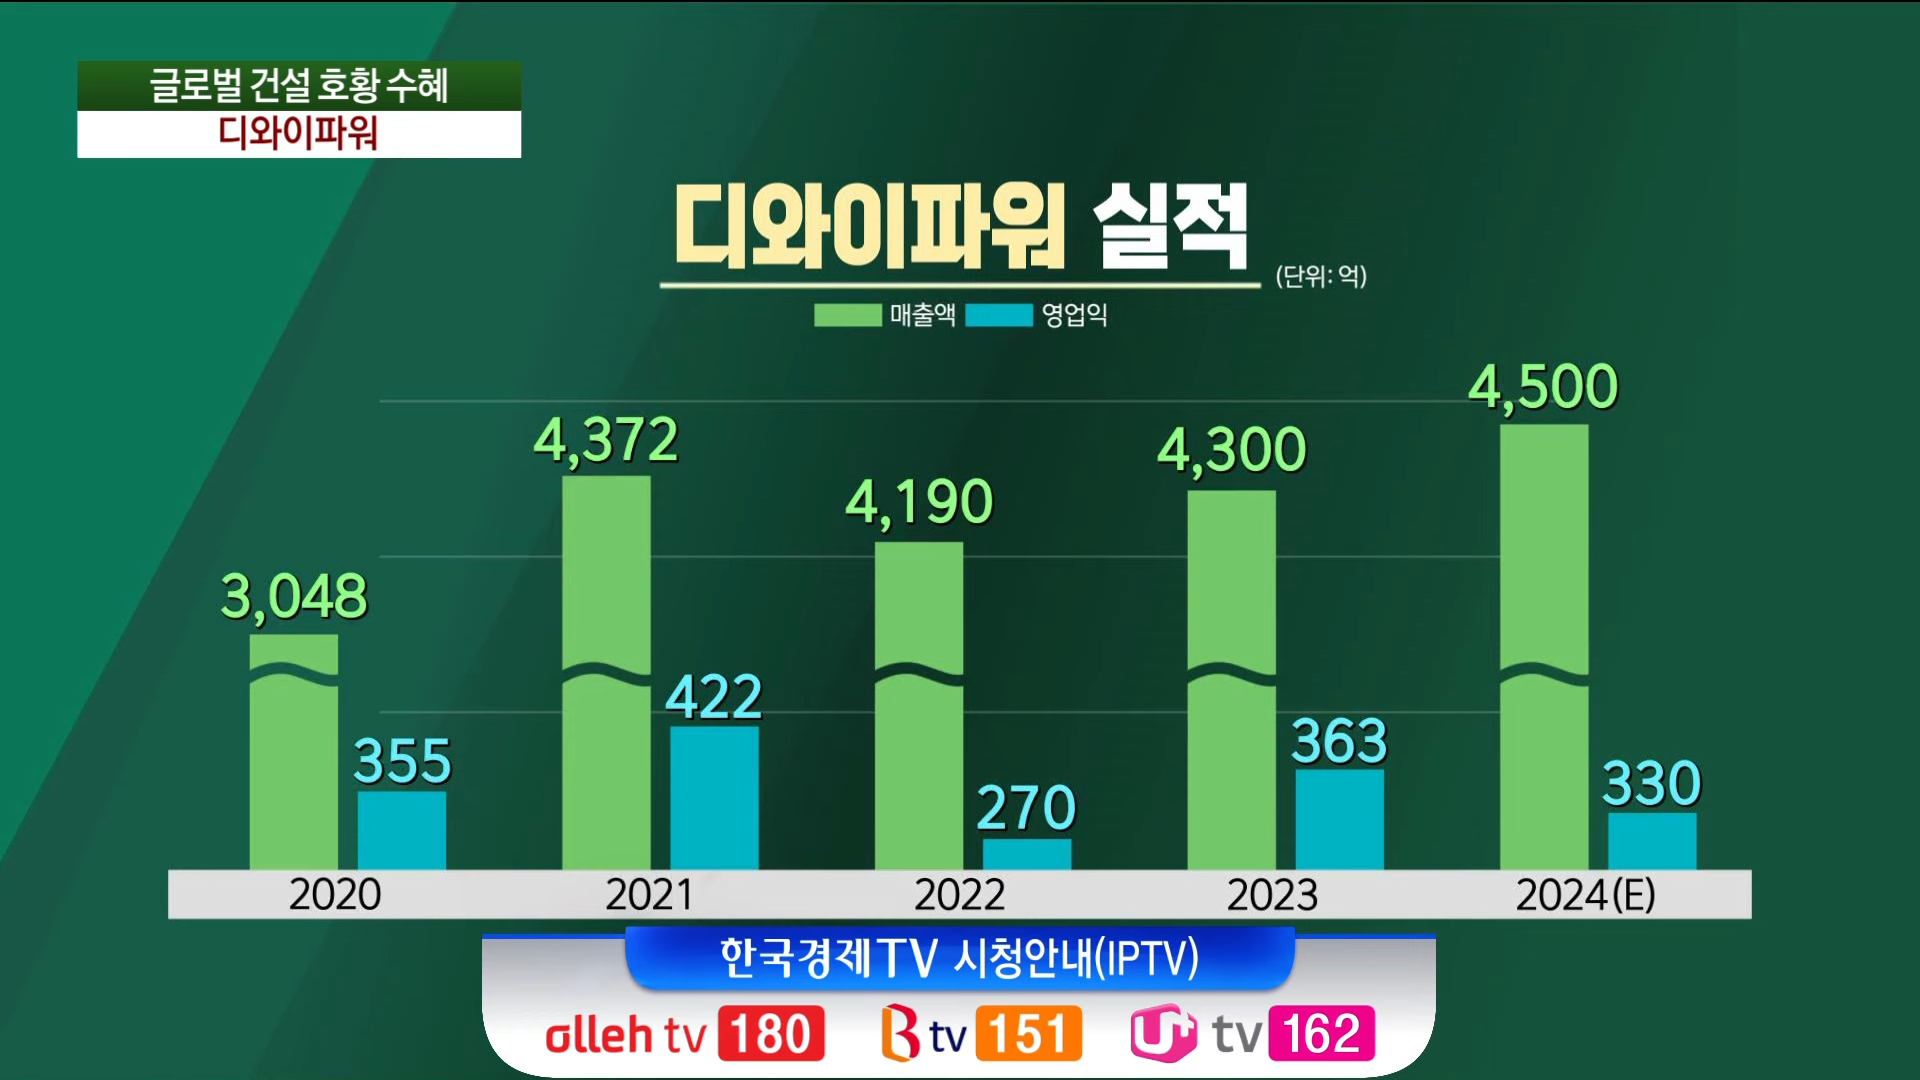 글로벌 건설 호황 수혜
디와이파워
디와이파워 실적
(단위: 억)
매출액 영업익
4,500
4,372
4,300
4,190
3,048
422
363
355
330
270
2020 2021 2022 2023 2024(E)
한국경제TV 시청안내(IPTV)
olleh tv 180 B tv 151 U+ tv 162